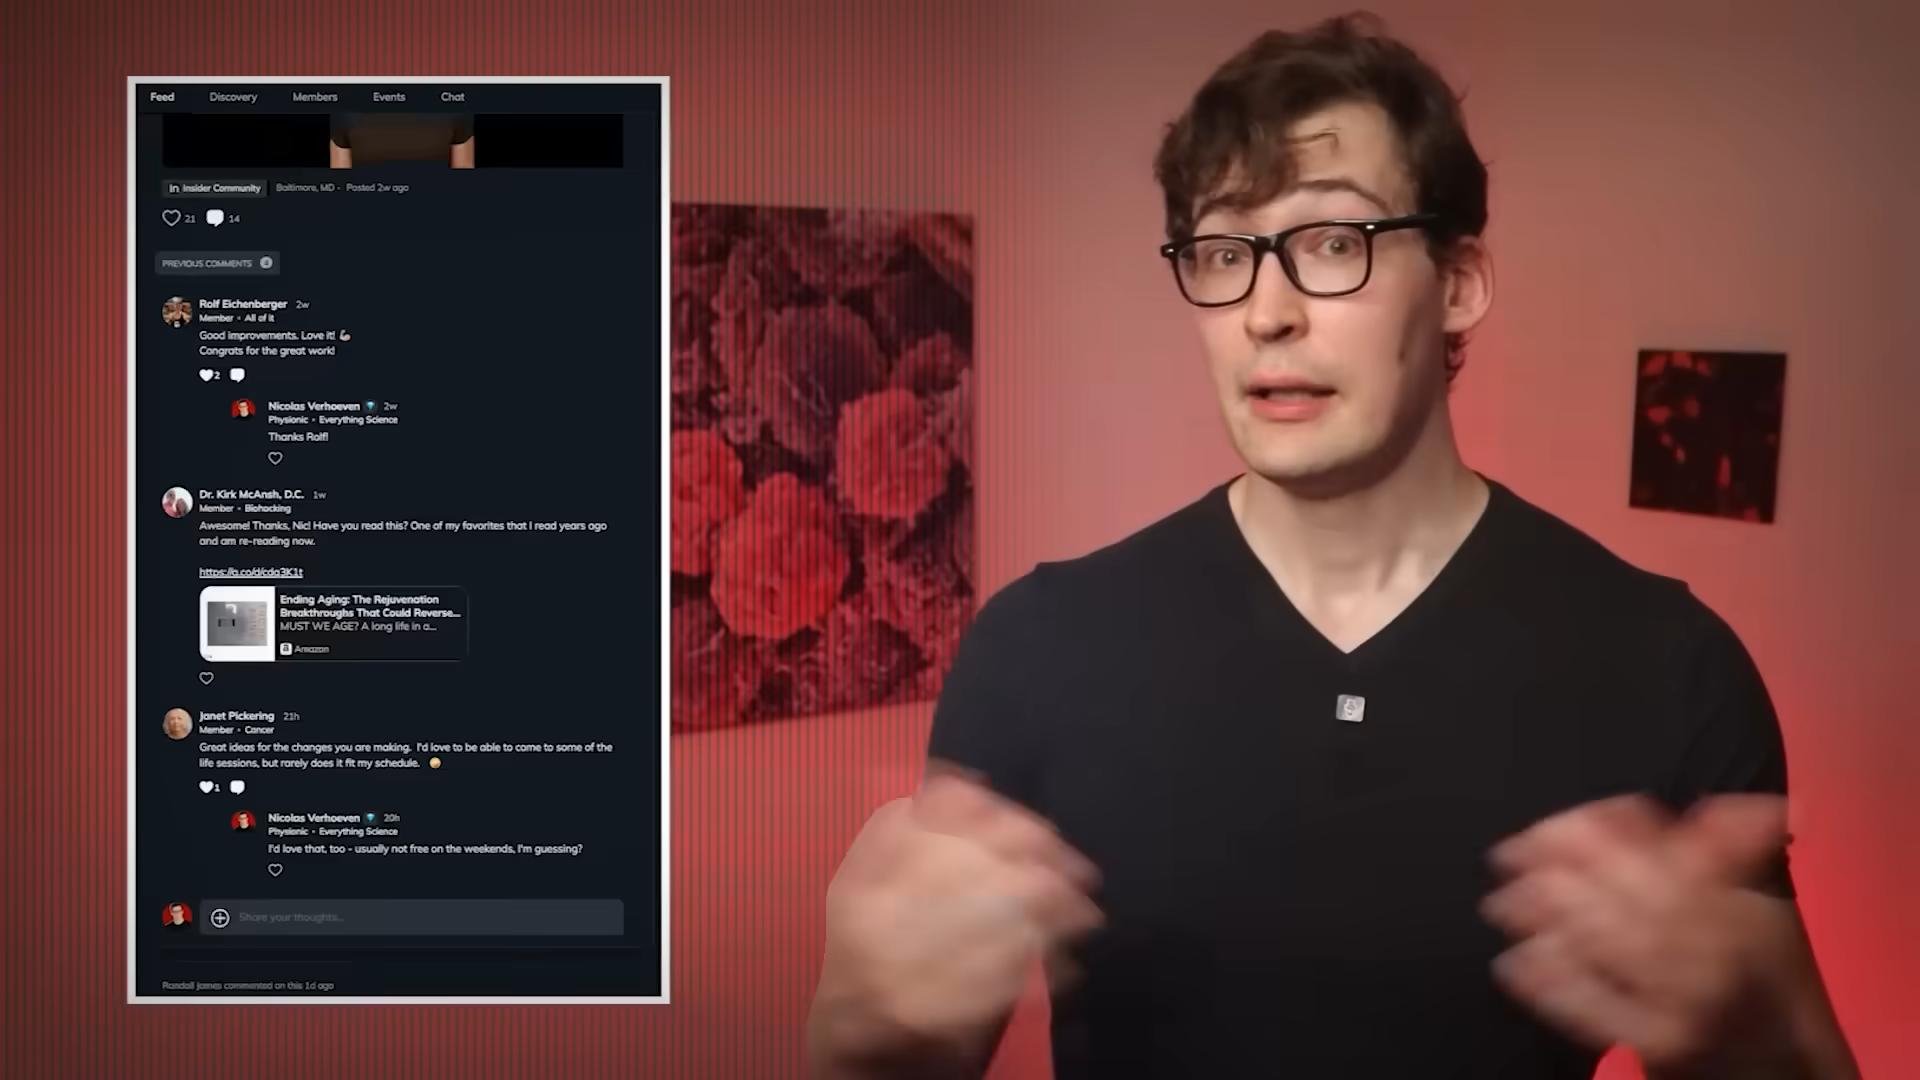 Feed Discovery Members Events Chat
in Insider Community Baltimore, MD · Posted 2w ago
21 14
PREVIOUS COMMENTS
Rolf Eichenberger 2w
Member · All of it
Good improvements. Love it! 💪
Congrats for the great work!
2
Nicolas Verhoeven 2w
Physionic · Everything Science
Thanks Rolf!
Dr. Kirk McAnsh, D.C. 1w
Member · Biohacking
Awesome! Thanks, Nic! Have you read this? One of my favorites that I read years ago
and am re-reading now.
https://a.co/d/cda3K1t
Ending Aging: The Rejuvenation
Breakthroughs That Could Reverse...
MUST WE AGE? A long life in a...
Amazon
Janet Pickering 21h
Member · Cancer
Great ideas for the changes you are making. I'd love to be able to come to some of the
life sessions, but rarely does it fit my schedule.
1
Nicolas Verhoeven 20h
Physionic · Everything Science
I'd love that, too - usually not free on the weekends, I'm guessing?
Share your thoughts...
Randall James commented on this 1d ago